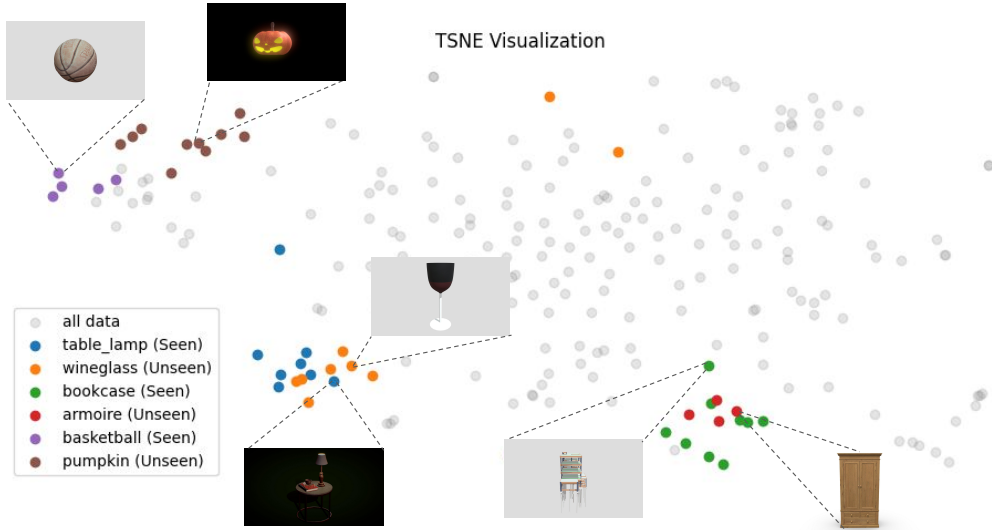 TSNE Visualization
all data
table_lamp (Seen)
wineglass (Unseen)
bookcase (Seen)
armoire (Unseen)
basketball (Seen)
pumpkin (Unseen)